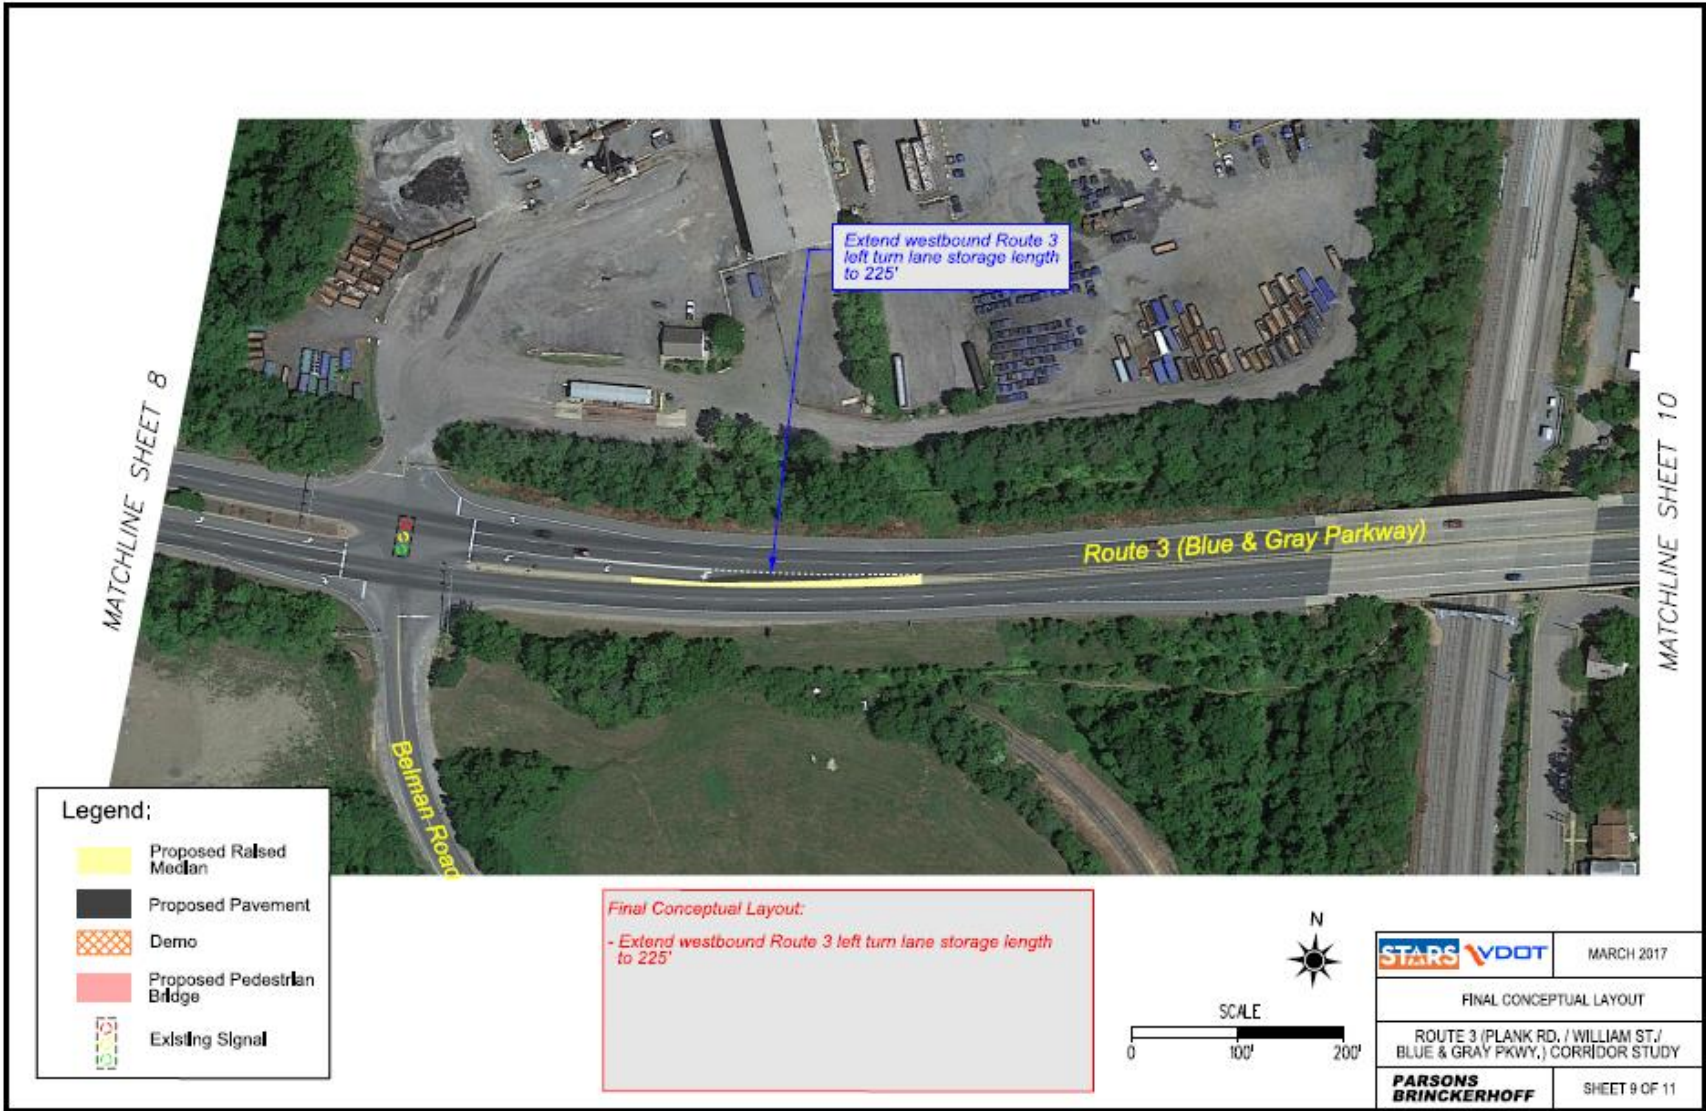 Extend westbound Route 3
left turn lane storage length
to 225'
MATCHLINE SHEET 8
MATCHLINE SHEET 10
Route 3 (Blue & Gray Parkway)
Belman Road
Legend:
Proposed Raised
Median
Proposed Pavement
Demo
Proposed Pedestrian
Bridge
Existing Signal
Final Conceptual Layout:
- Extend westbound Route 3 left turn lane storage length
to 225'
N
SCALE
0 100' 200'
STARS VDOT
MARCH 2017
FINAL CONCEPTUAL LAYOUT
ROUTE 3 (PLANK RD. / WILLIAM ST./
BLUE & GRAY PKWY.) CORRIDOR STUDY
PARSONS
BRINCKERHOFF
SHEET 9 OF 11